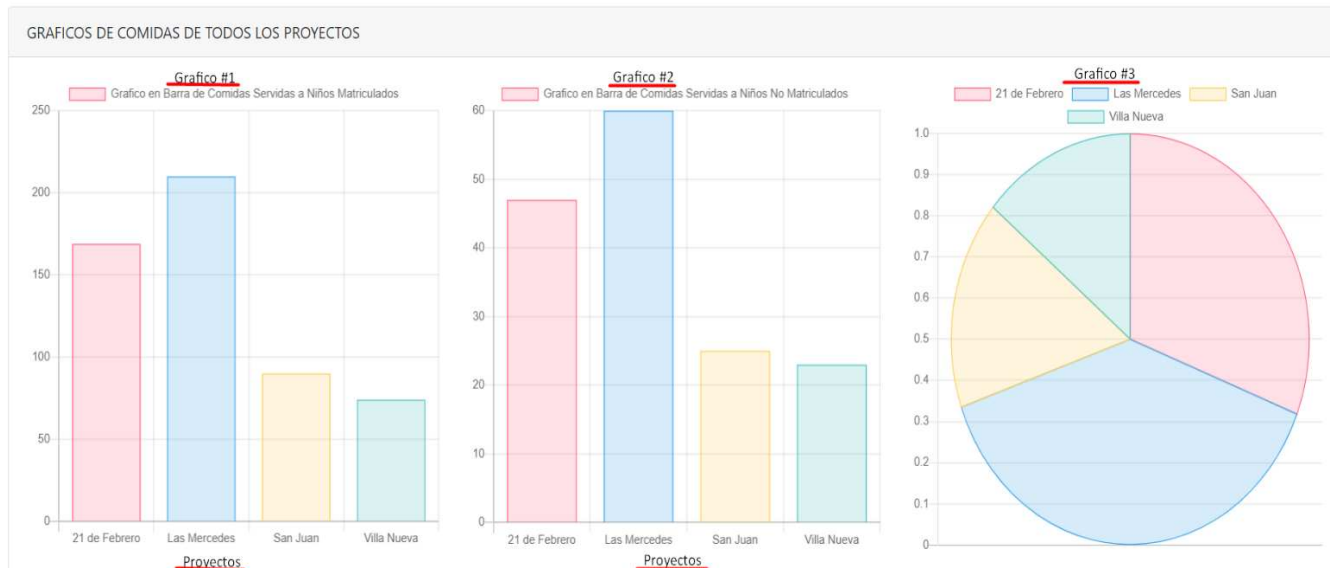 GRAFICOS DE COMIDAS DE TODOS LOS PROYECTOS
Grafico #1
Grafico en Barra de Comidas Servidas a Niños Matriculados
250
200
150
100
50
0
21 de Febrero Las Mercedes San Juan Villa Nueva
Proyectos
Grafico #2
Grafico en Barra de Comidas Servidas a Niños No Matriculados
60
50
40
30
20
10
0
21 de Febrero Las Mercedes San Juan Villa Nueva
Proyectos
Grafico #3
21 de Febrero Las Mercedes San Juan
Villa Nueva
1.0
0.9
0.8
0.7
0.6
0.5
0.4
0.3
0.2
0.1
0